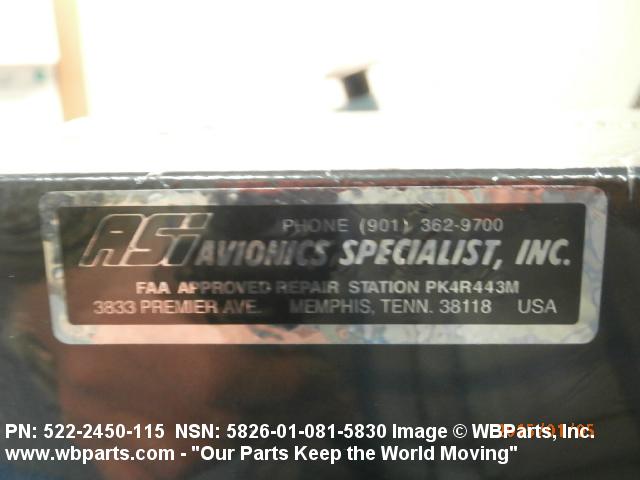 ASi
PHONE (901) 362-9700
AVIONICS SPECIALIST, INC.
FAA APPROVED REPAIR STATION PK4R443M
3833 PREMIER AVE. MEMPHIS, TENN. 38118 USA
PN: 522-2450-115 NSN: 5826-01-081-5830 Image © WBParts, Inc.
www.wbparts.com - "Our Parts Keep the World Moving"